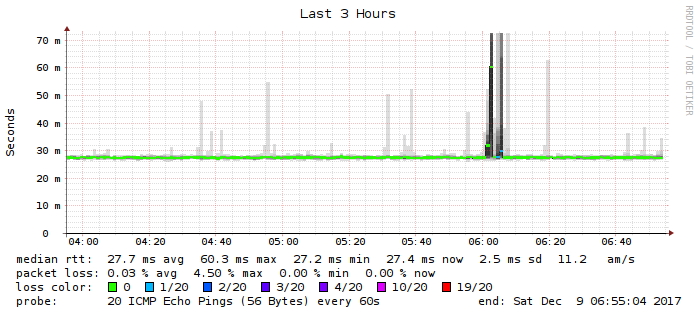 Last 3 Hours
RRDTOOL / TOBI OETIKER
Seconds
70 m
60 m
50 m
40 m
30 m
20 m
10 m
0
04:00 04:20 04:40 05:00 05:20 05:40 06:00 06:20 06:40
median rtt: 27.7 ms avg 60.3 ms max 27.2 ms min 27.4 ms now 2.5 ms sd 11.2 am/s
packet loss: 0.03 % avg 4.50 % max 0.00 % min 0.00 % now
loss color: 0 1/20 2/20 3/20 4/20 10/20 19/20
probe: 20 ICMP Echo Pings (56 Bytes) every 60s end: Sat Dec 9 06:55:04 2017